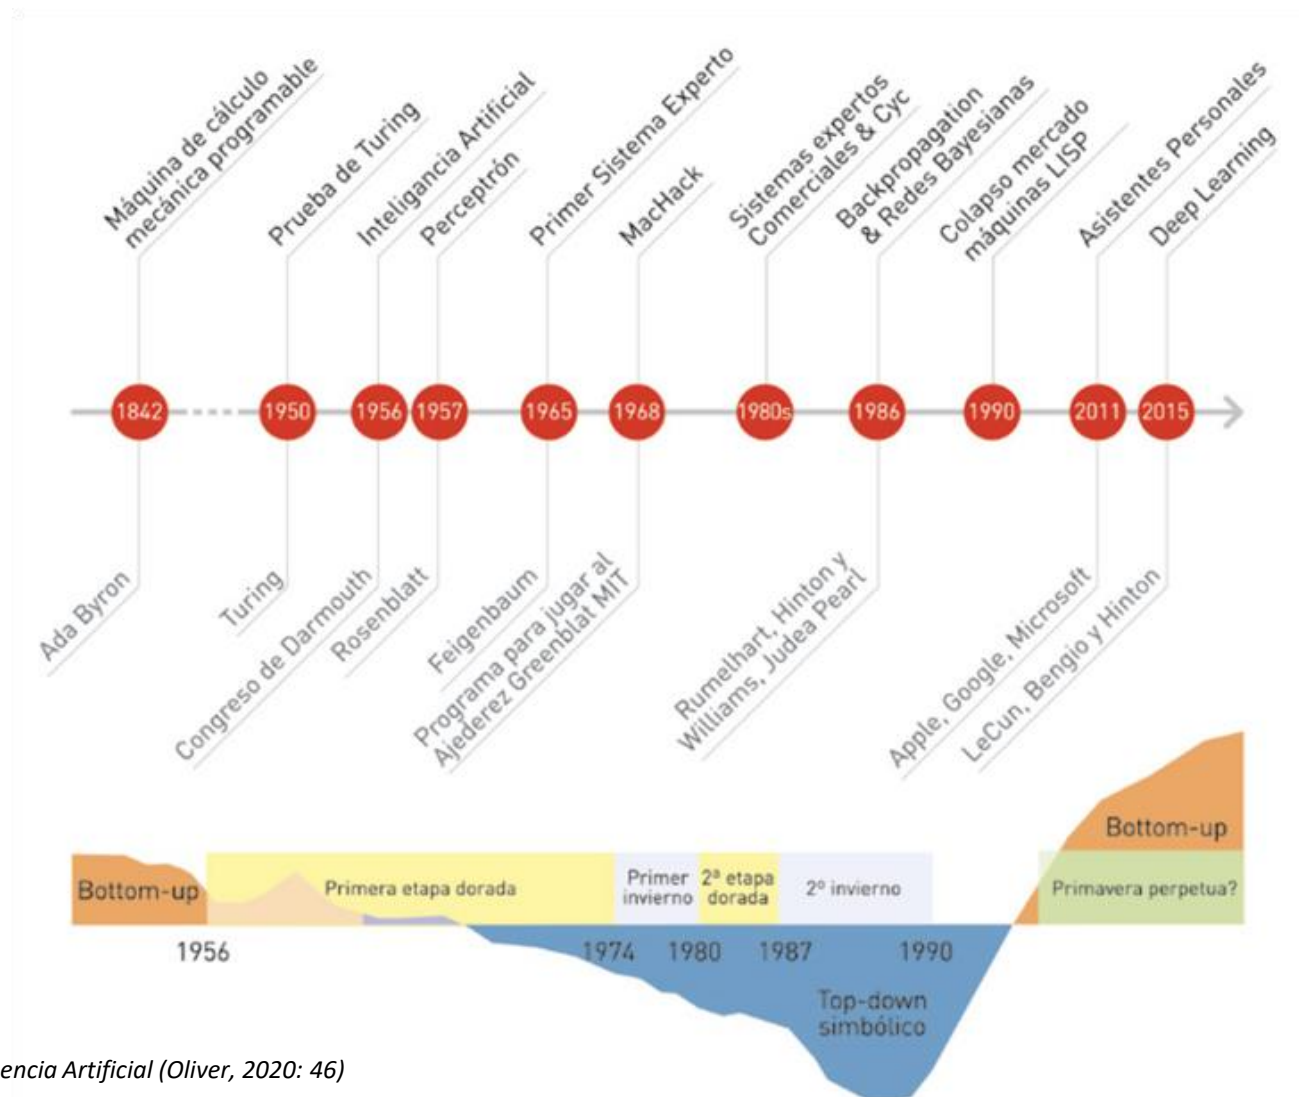 Máquina de cálculo
mecánica programable
Prueba de Turing
Inteligancia Artificial
Perceptrón
Primer Sistema Experto
MacHack
Sistemas expertos
Comerciales & Cyc
Backpropagation
& Redes Bayesianas
Colapso mercado
máquinas LISP
Asistentes Personales
Deep Learning
1842
1950
1956
1957
1965
1968
1980s
1986
1990
2011
2015
Ada Byron
Turing
Congreso de Darmouth
Rosenblatt
Feigenbaum
Programa para jugar al
Ajederez Greenblat MIT
Rumelhart, Hinton y
Williams, Judea Pearl
Apple, Google, Microsoft
LeCun, Bengio y Hinton
Bottom-up
Bottom-up
Primera etapa dorada
Primer
invierno
2ª etapa
dorada
2º invierno
Primavera perpetua?
1956
1974
1980
1987
1990
Top-down
simbólico
encia Artificial (Oliver, 2020: 46)